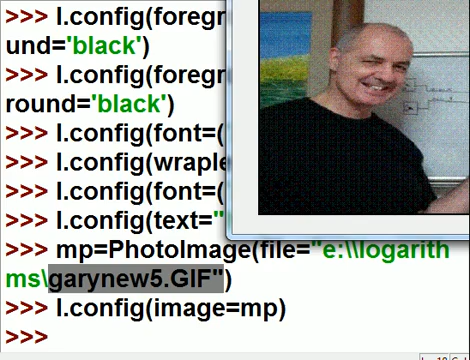 >>> l.config(foregr
und='black')
>>> l.config(foregr
round='black')
>>> l.config(font=(
>>> l.config(wraple
>>> l.config(font=(
>>> l.config(text="
>>> mp=PhotoImage(file="e:\\logarith
ms\garynew5.GIF")
>>> l.config(image=mp)
>>>